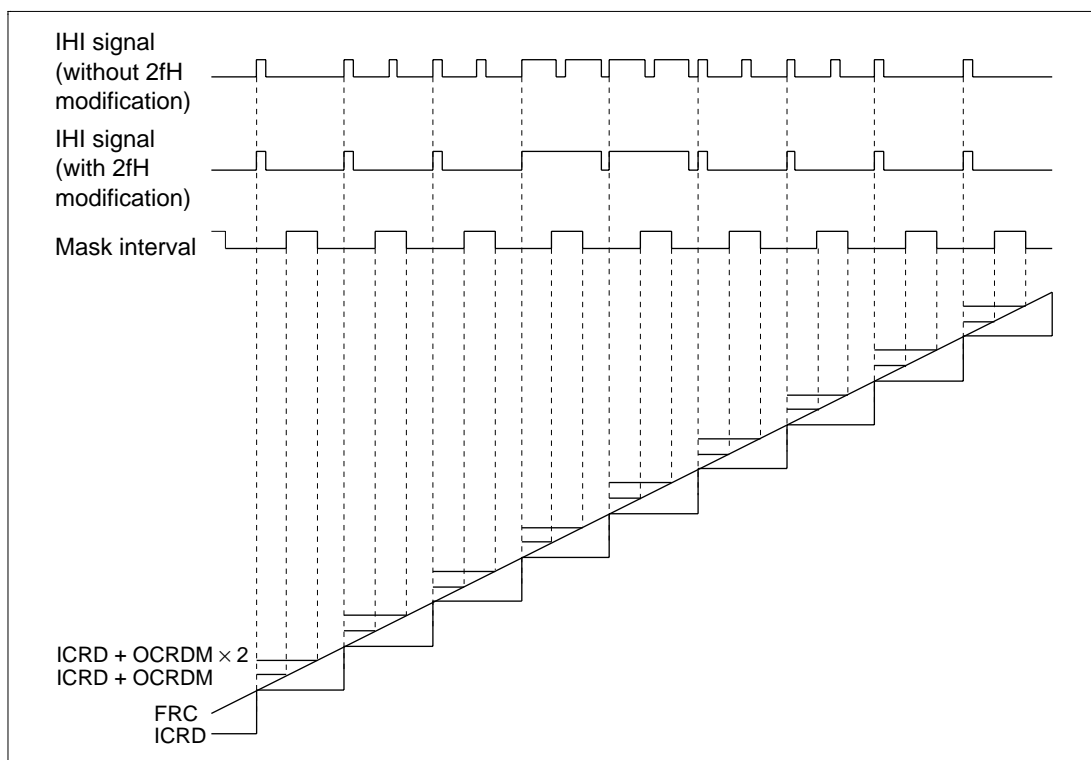 IHI signal
(without 2fH
modification)
IHI signal
(with 2fH
modification)
Mask interval
ICRD + OCRDM × 2
ICRD + OCRDM
FRC
ICRD